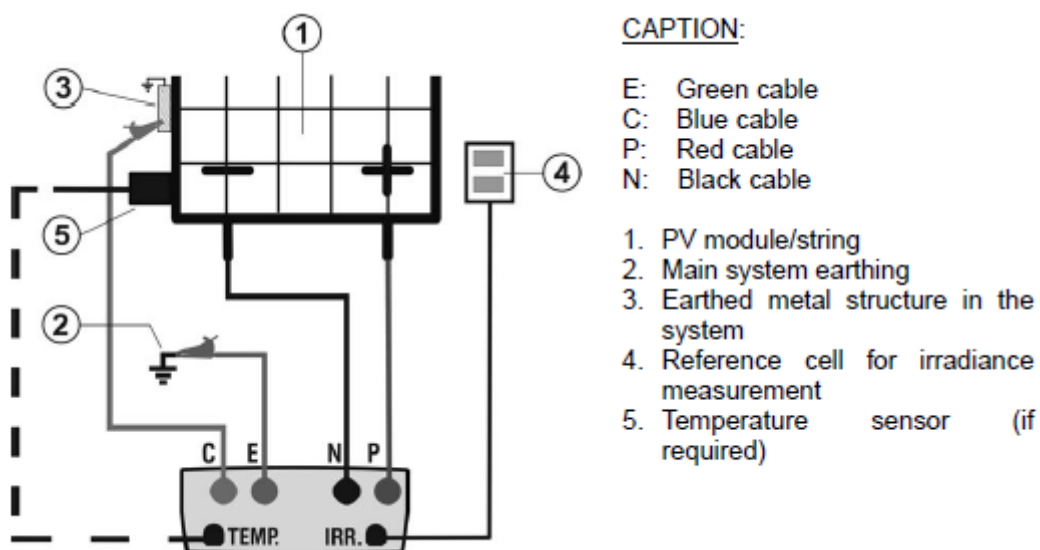 1
3
4
5
2
C E N P
TEMP. IRR.
CAPTION:
E: Green cable
C: Blue cable
P: Red cable
N: Black cable
1. PV module/string
2. Main system earthing
3. Earthed metal structure in the
system
4. Reference cell for irradiance
measurement
5. Temperature sensor (if
required)